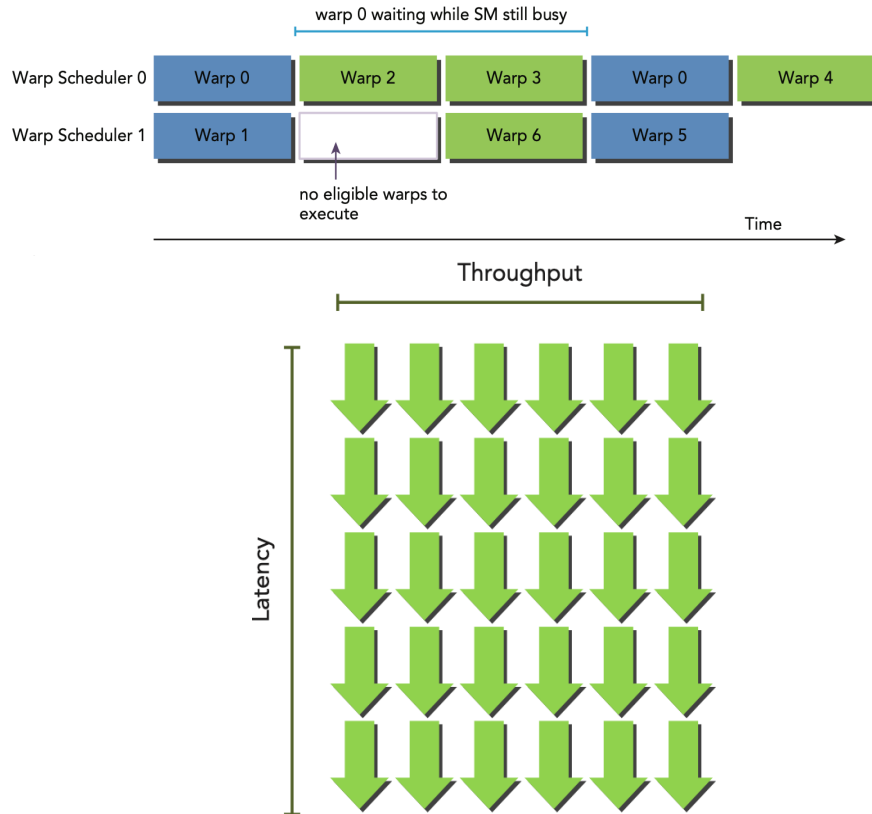 warp 0 waiting while SM still busy
Warp Scheduler 0
Warp 0
Warp 2
Warp 3
Warp 0
Warp 4
Warp Scheduler 1
Warp 1
Warp 6
Warp 5
no eligible warps to
execute
Time
Throughput
Latency